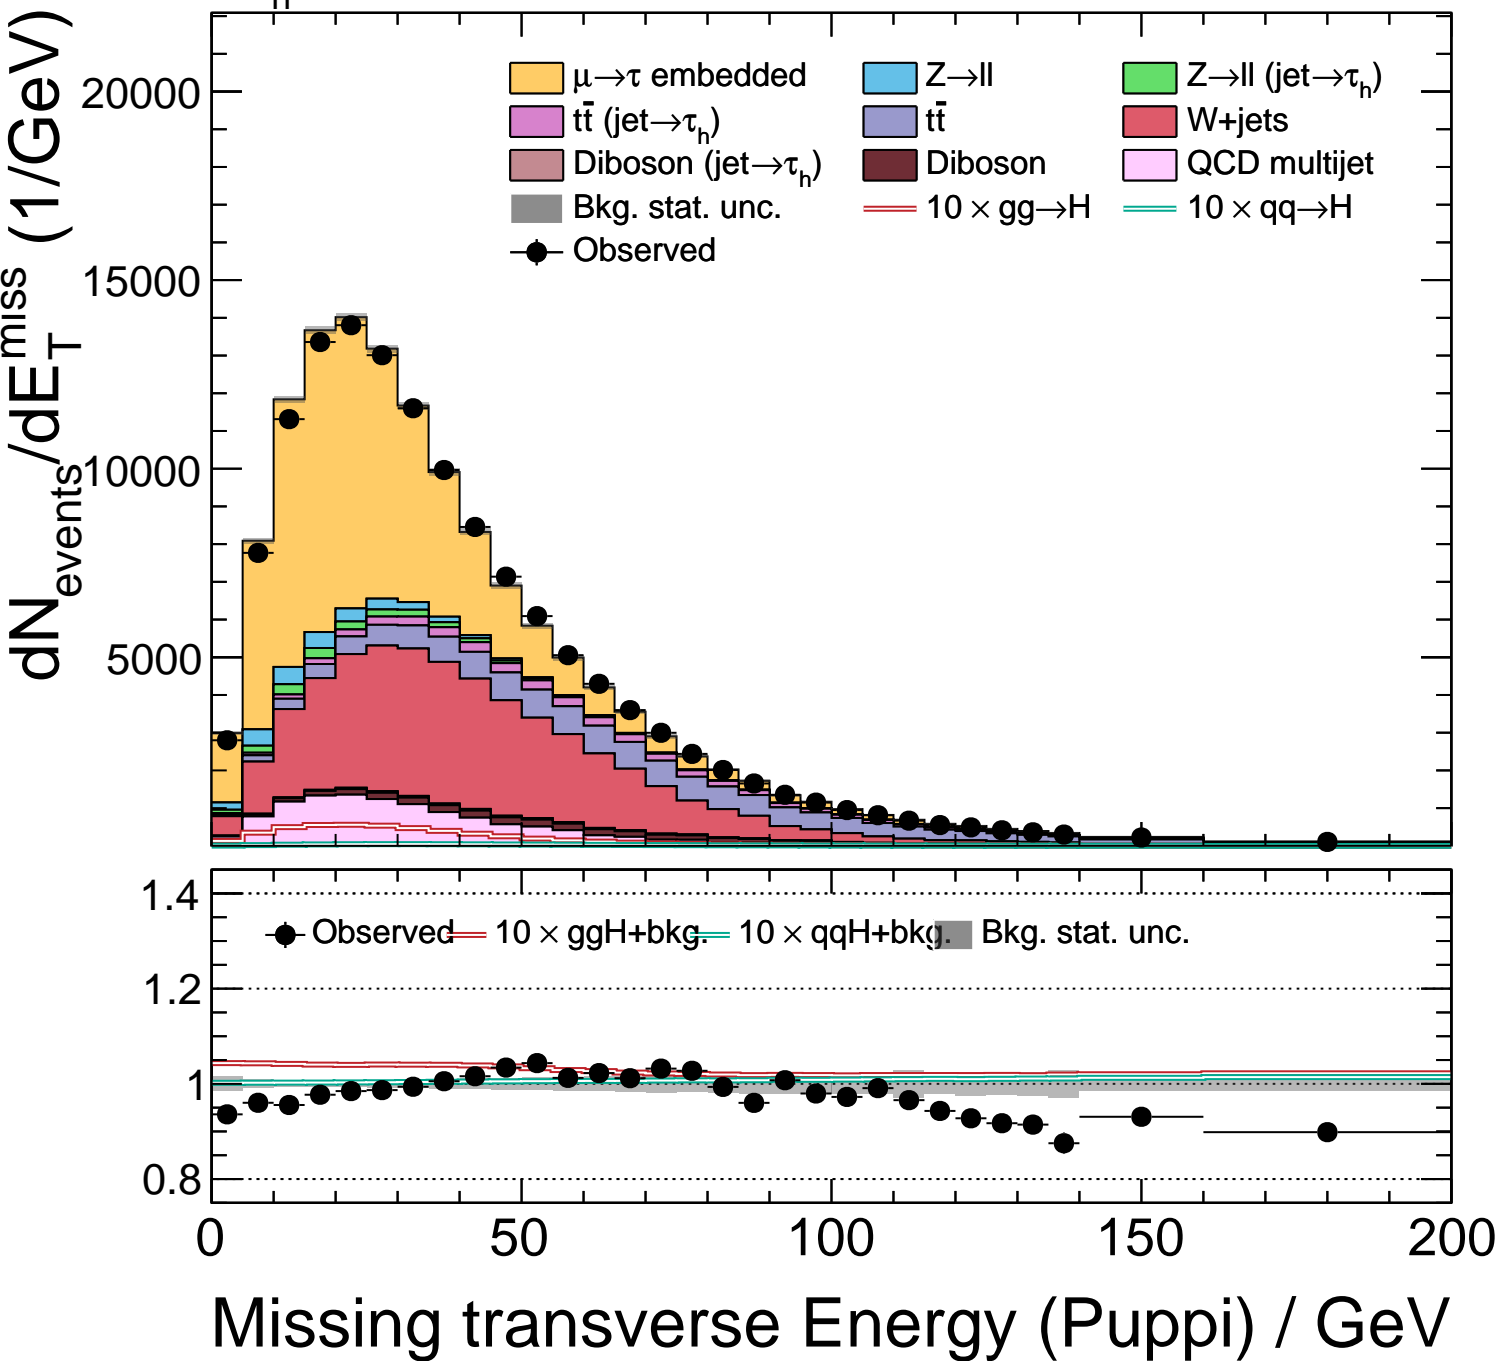 dN_events/dE_T^miss (1/GeV)
20000
15000
10000
5000
μ→τ embedded
Z→ll
Z→ll (jet→τ_h)
tt̄ (jet→τ_h)
tt̄
W+jets
Diboson (jet→τ_h)
Diboson
QCD multijet
Bkg. stat. unc.
10 × gg→H
10 × qq→H
Observed
1.4
1.2
1
0.8
Observed
10 × ggH+bkg.
10 × qqH+bkg.
Bkg. stat. unc.
0
50
100
150
200
Missing transverse Energy (Puppi) / GeV